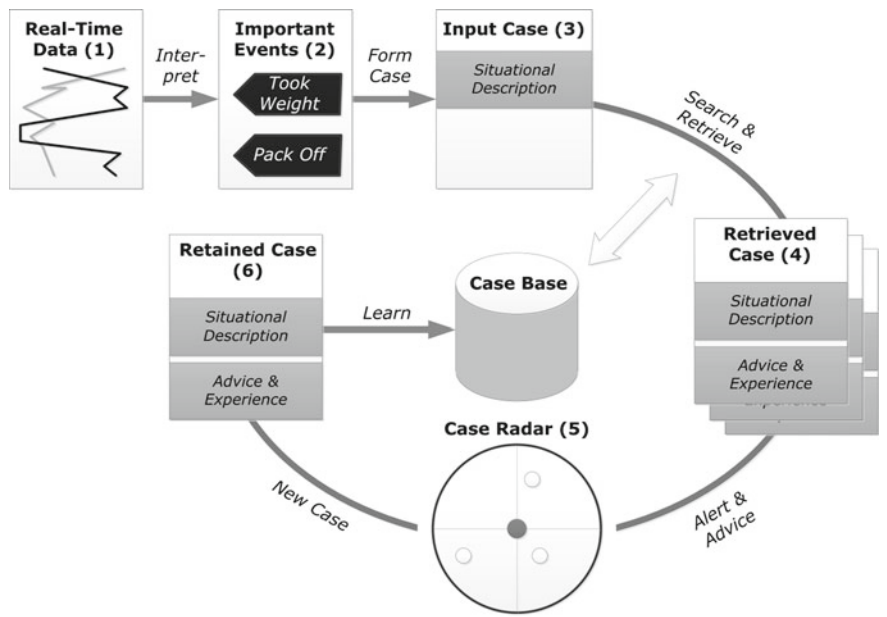 Real-Time
Data (1)
Inter-
pret
Important
Events (2)
Took
Weight
Pack Off
Form
Case
Input Case (3)
Situational
Description
Search &
Retrieve
Retrieved
Case (4)
Situational
Description
Advice &
Experience
Experience
Alert &
Advice
Case Radar (5)
New Case
Retained Case
(6)
Situational
Description
Advice &
Experience
Learn
Case Base